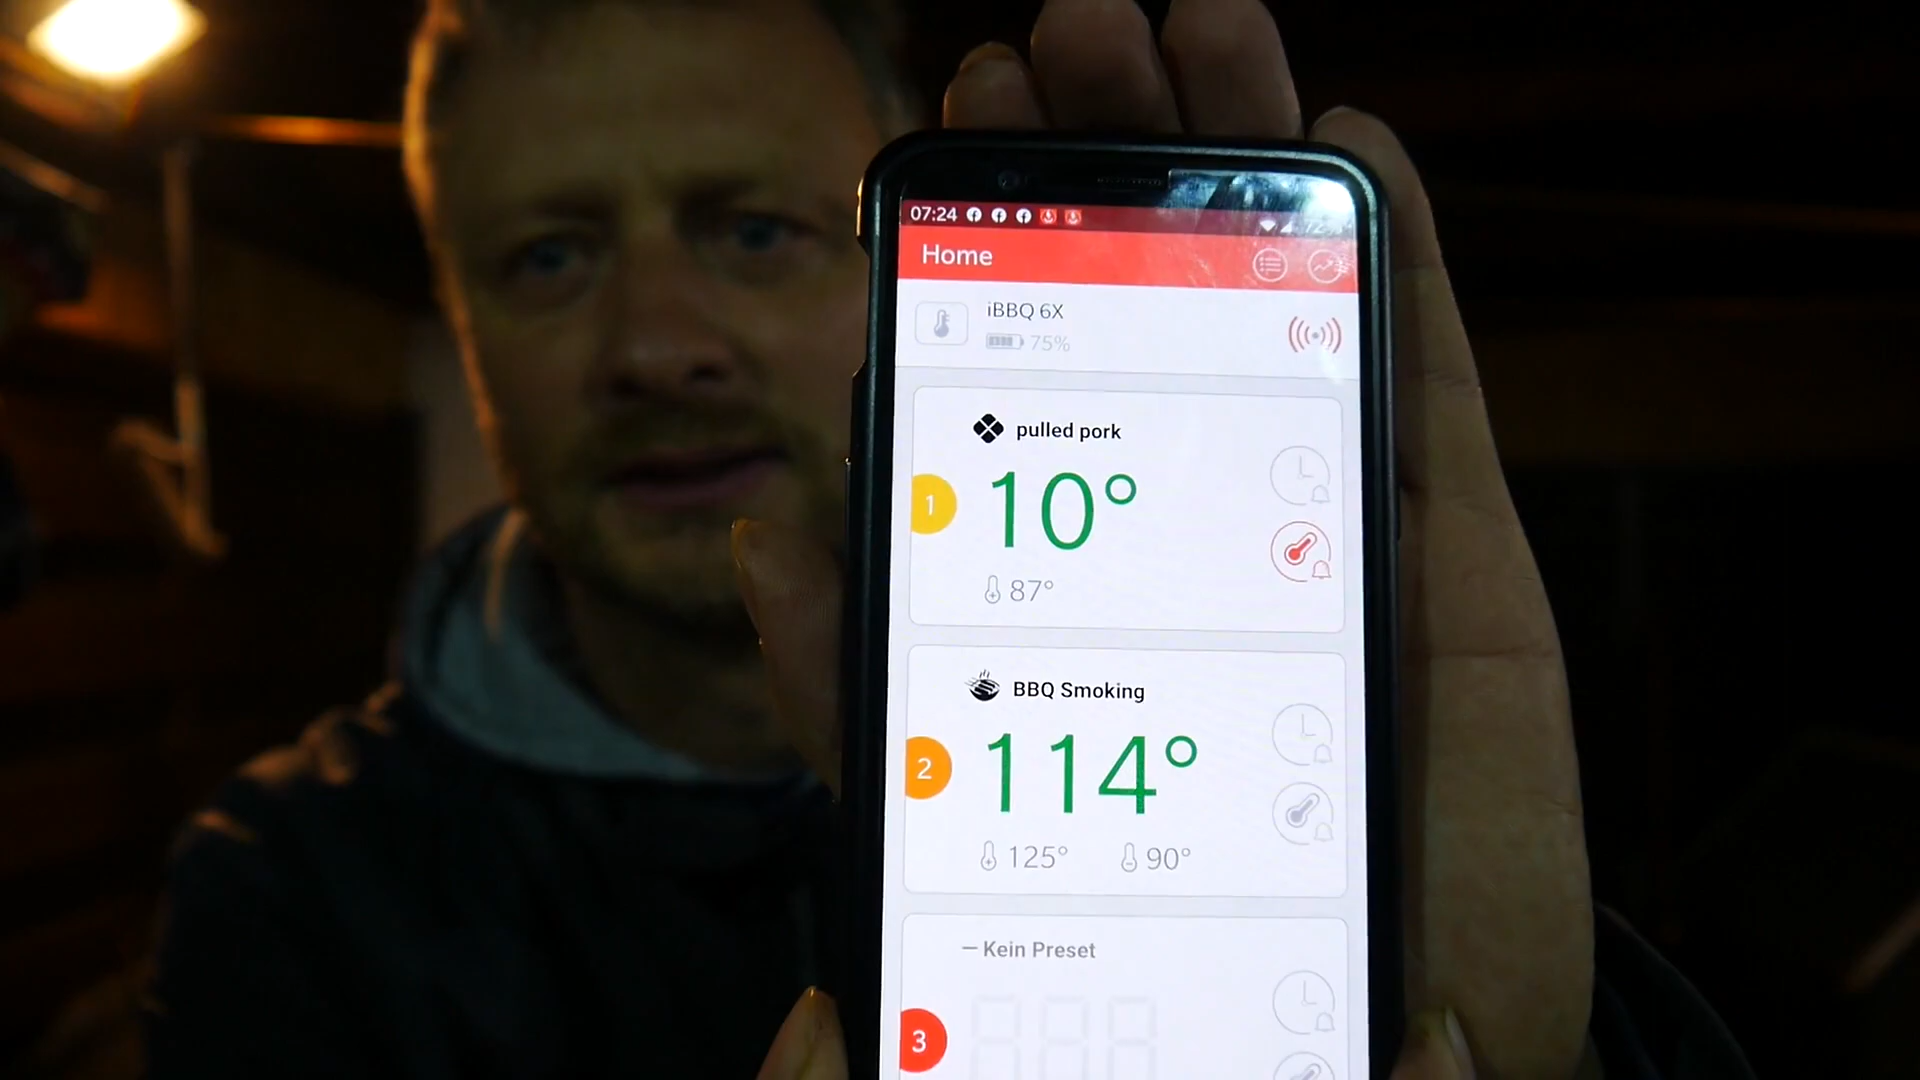 07:24
Home
iBBQ 6X
75%
pulled pork
1
10°
87°
BBQ Smoking
2
114°
125° 90°
— Kein Preset
3